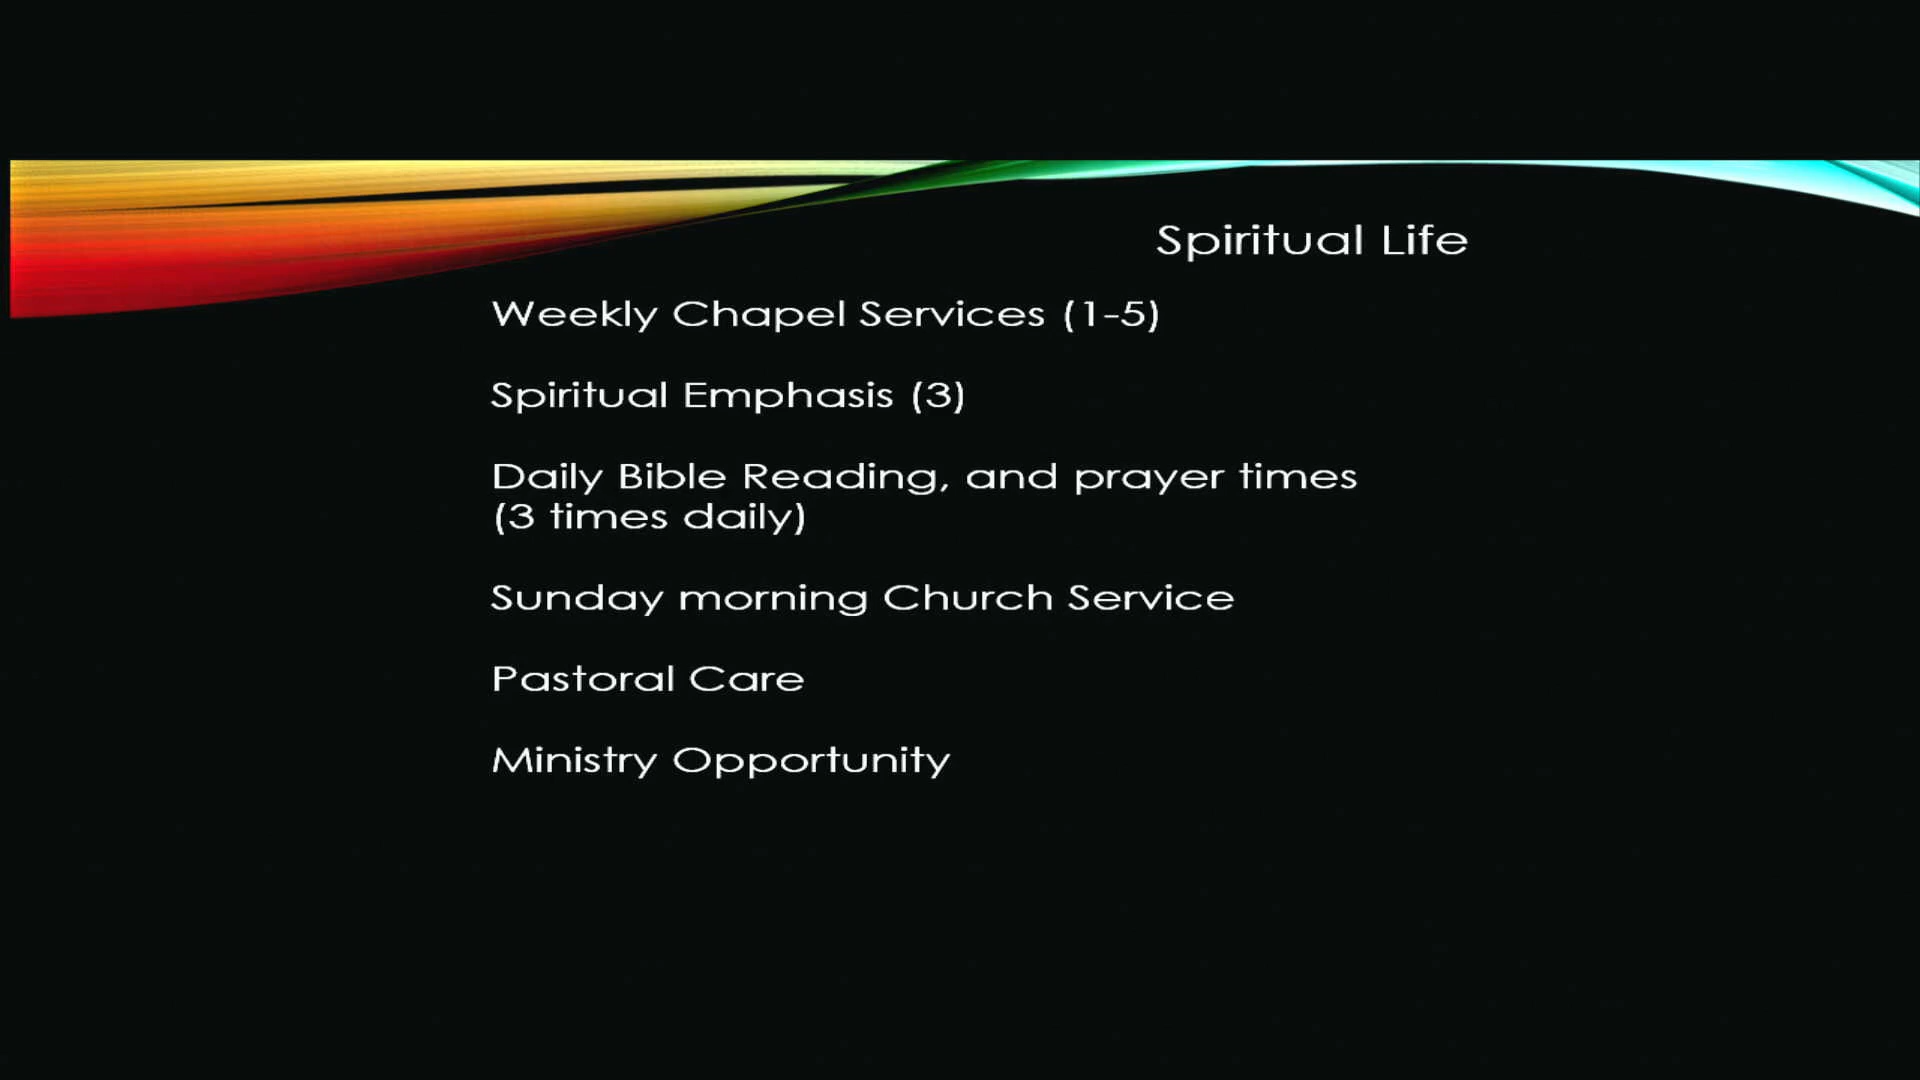 Spiritual Life
Weekly Chapel Services (1-5)
Spiritual Emphasis (3)
Daily Bible Reading, and prayer times
(3 times daily)
Sunday morning Church Service
Pastoral Care
Ministry Opportunity